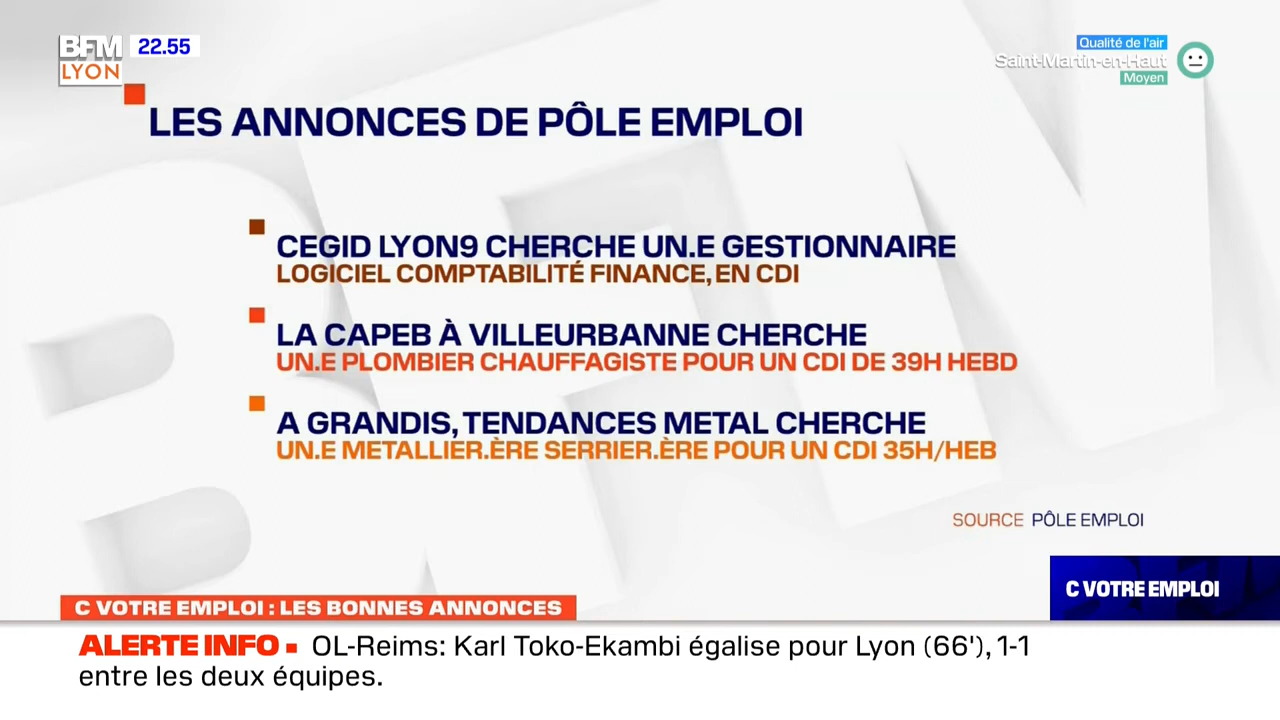 BFM
LYON
22.55
Qualité de l'air
Saint-Martin-en-Haut
Moyen
LES ANNONCES DE PÔLE EMPLOI
CEGID LYON9 CHERCHE UN.E GESTIONNAIRE
LOGICIEL COMPTABILITÉ FINANCE, EN CDI
LA CAPEB À VILLEURBANNE CHERCHE
UN.E PLOMBIER CHAUFFAGISTE POUR UN CDI DE 39H HEBD
A GRANDIS, TENDANCES METAL CHERCHE
UN.E METALLIER.ÈRE SERRIER.ÈRE POUR UN CDI 35H/HEB
SOURCE PÔLE EMPLOI
C VOTRE EMPLOI
C VOTRE EMPLOI : LES BONNES ANNONCES
ALERTE INFO ▪ OL-Reims: Karl Toko-Ekambi égalise pour Lyon (66'), 1-1
entre les deux équipes.